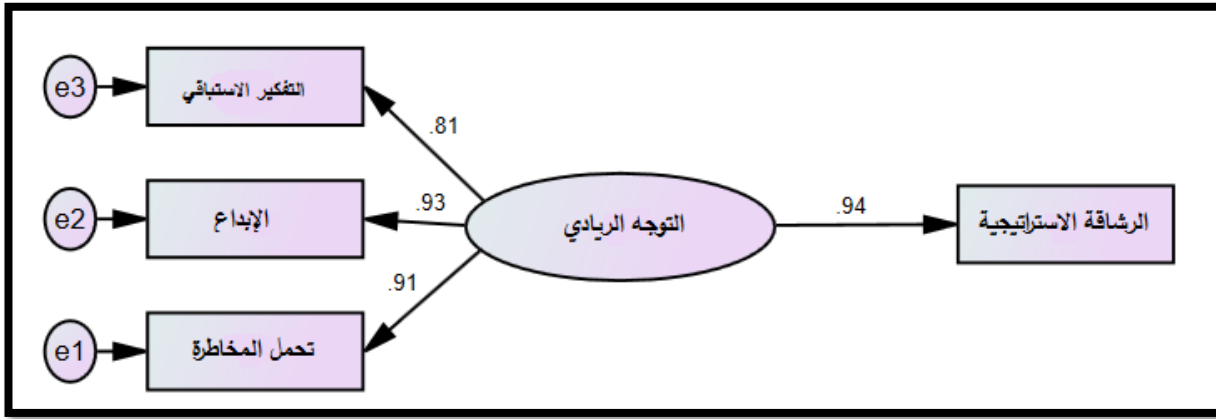 e3
التفكير الاستباقي
.81
e2
الإبداع
.93
التوجه الريادي
.94
الرشاقة الاستراتيجية
.91
e1
تحمل المخاطرة